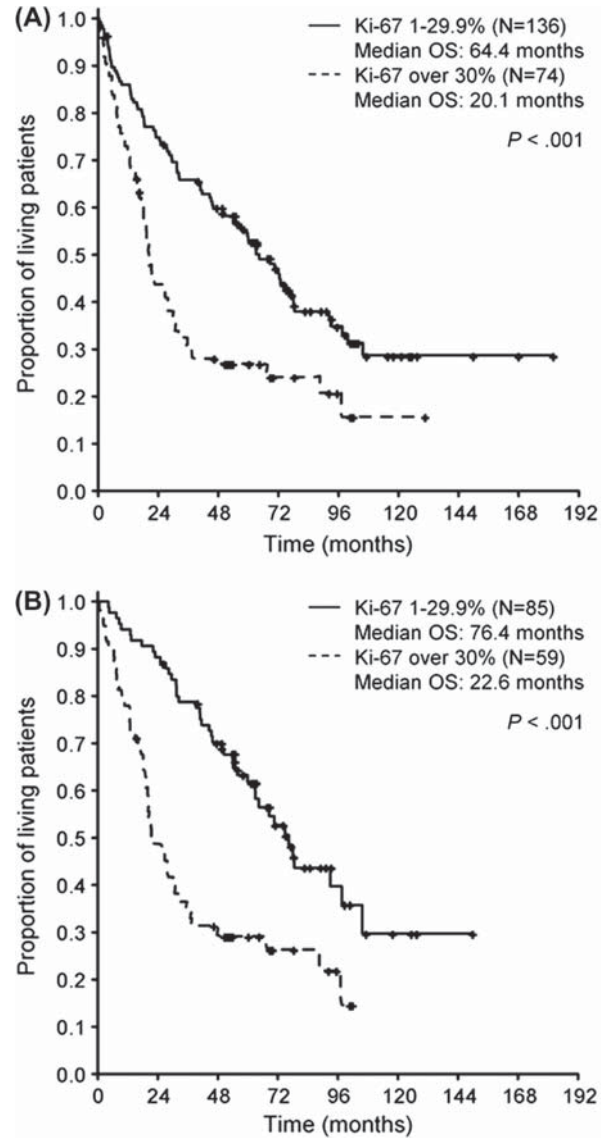 (A)
Ki-67 1-29.9% (N=136)
Median OS: 64.4 months
Ki-67 over 30% (N=74)
Median OS: 20.1 months
P < .001
Proportion of living patients
1.0
0.9
0.8
0.7
0.6
0.5
0.4
0.3
0.2
0.1
0.0
0 24 48 72 96 120 144 168 192
Time (months)
(B)
Ki-67 1-29.9% (N=85)
Median OS: 76.4 months
Ki-67 over 30% (N=59)
Median OS: 22.6 months
P < .001
Proportion of living patients
1.0
0.9
0.8
0.7
0.6
0.5
0.4
0.3
0.2
0.1
0.0
0 24 48 72 96 120 144 168 192
Time (months)